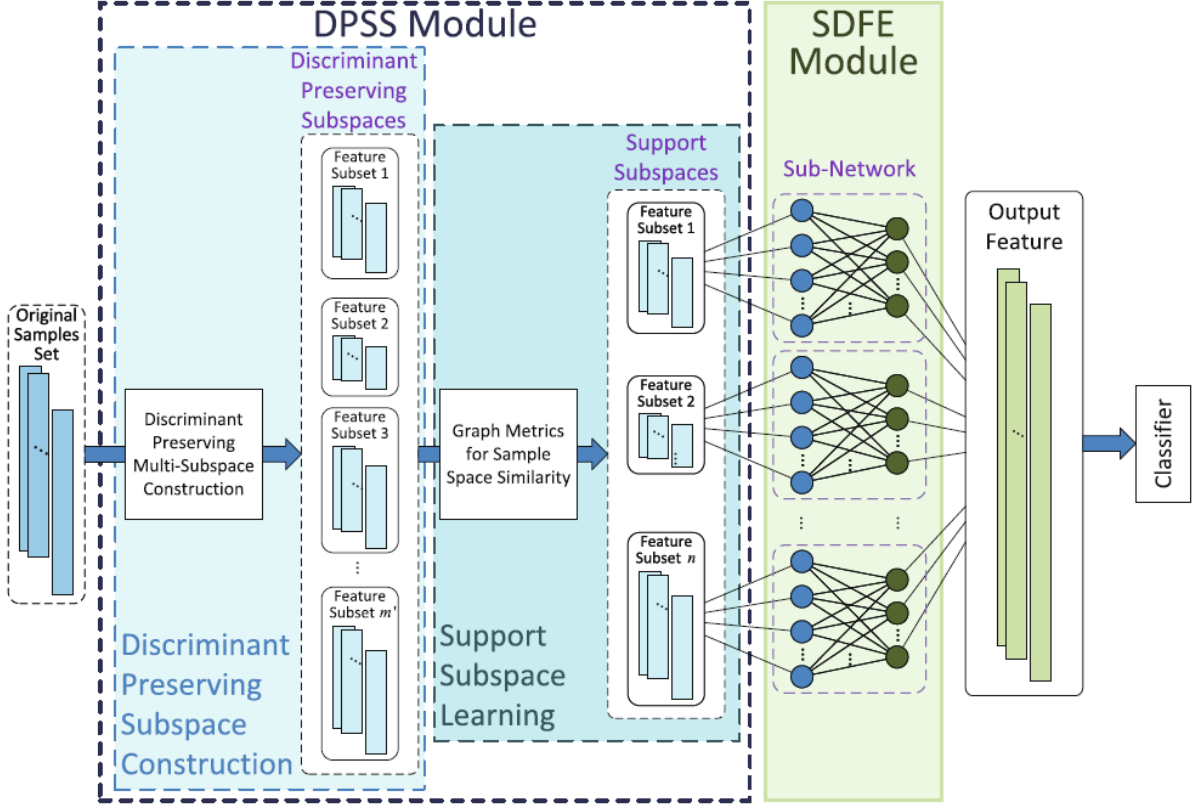 DPSS Module
SDFE
Module
Discriminant
Preserving
Subspaces
Feature
Subset 1
Feature
Subset 2
Feature
Subset 3
⋮
Feature
Subset m'
Original
Samples
Set
Discriminant
Preserving
Multi-Subspace
Construction
Discriminant
Preserving
Subspace
Construction
Graph Metrics
for Sample
Space Similarity
Support
Subspace
Learning
Support
Subspaces
Feature
Subset 1
Feature
Subset 2
Feature
Subset n
Sub-Network
Output
Feature
Classifier